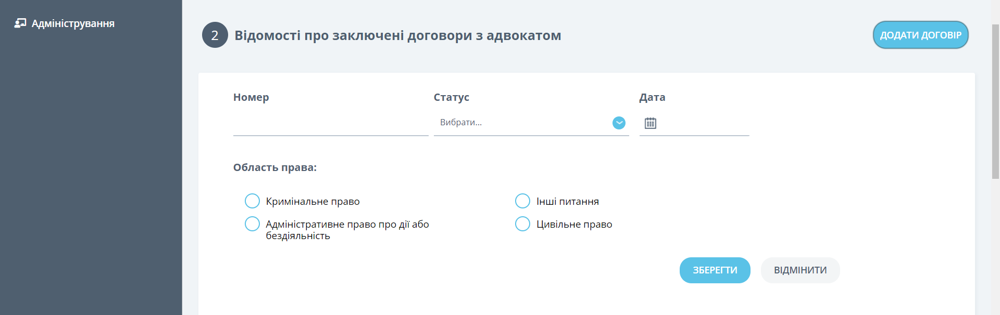 Адміністрування
2 Відомості про заключені договори з адвокатом
ДОДАТИ ДОГОВІР
Номер Статус Дата
Вибрати...
Область права:
Кримінальне право Інші питання
Адміністративне право про дії або Цивільне право
бездіяльність
ЗБЕРЕГТИ ВІДМІНИТИ